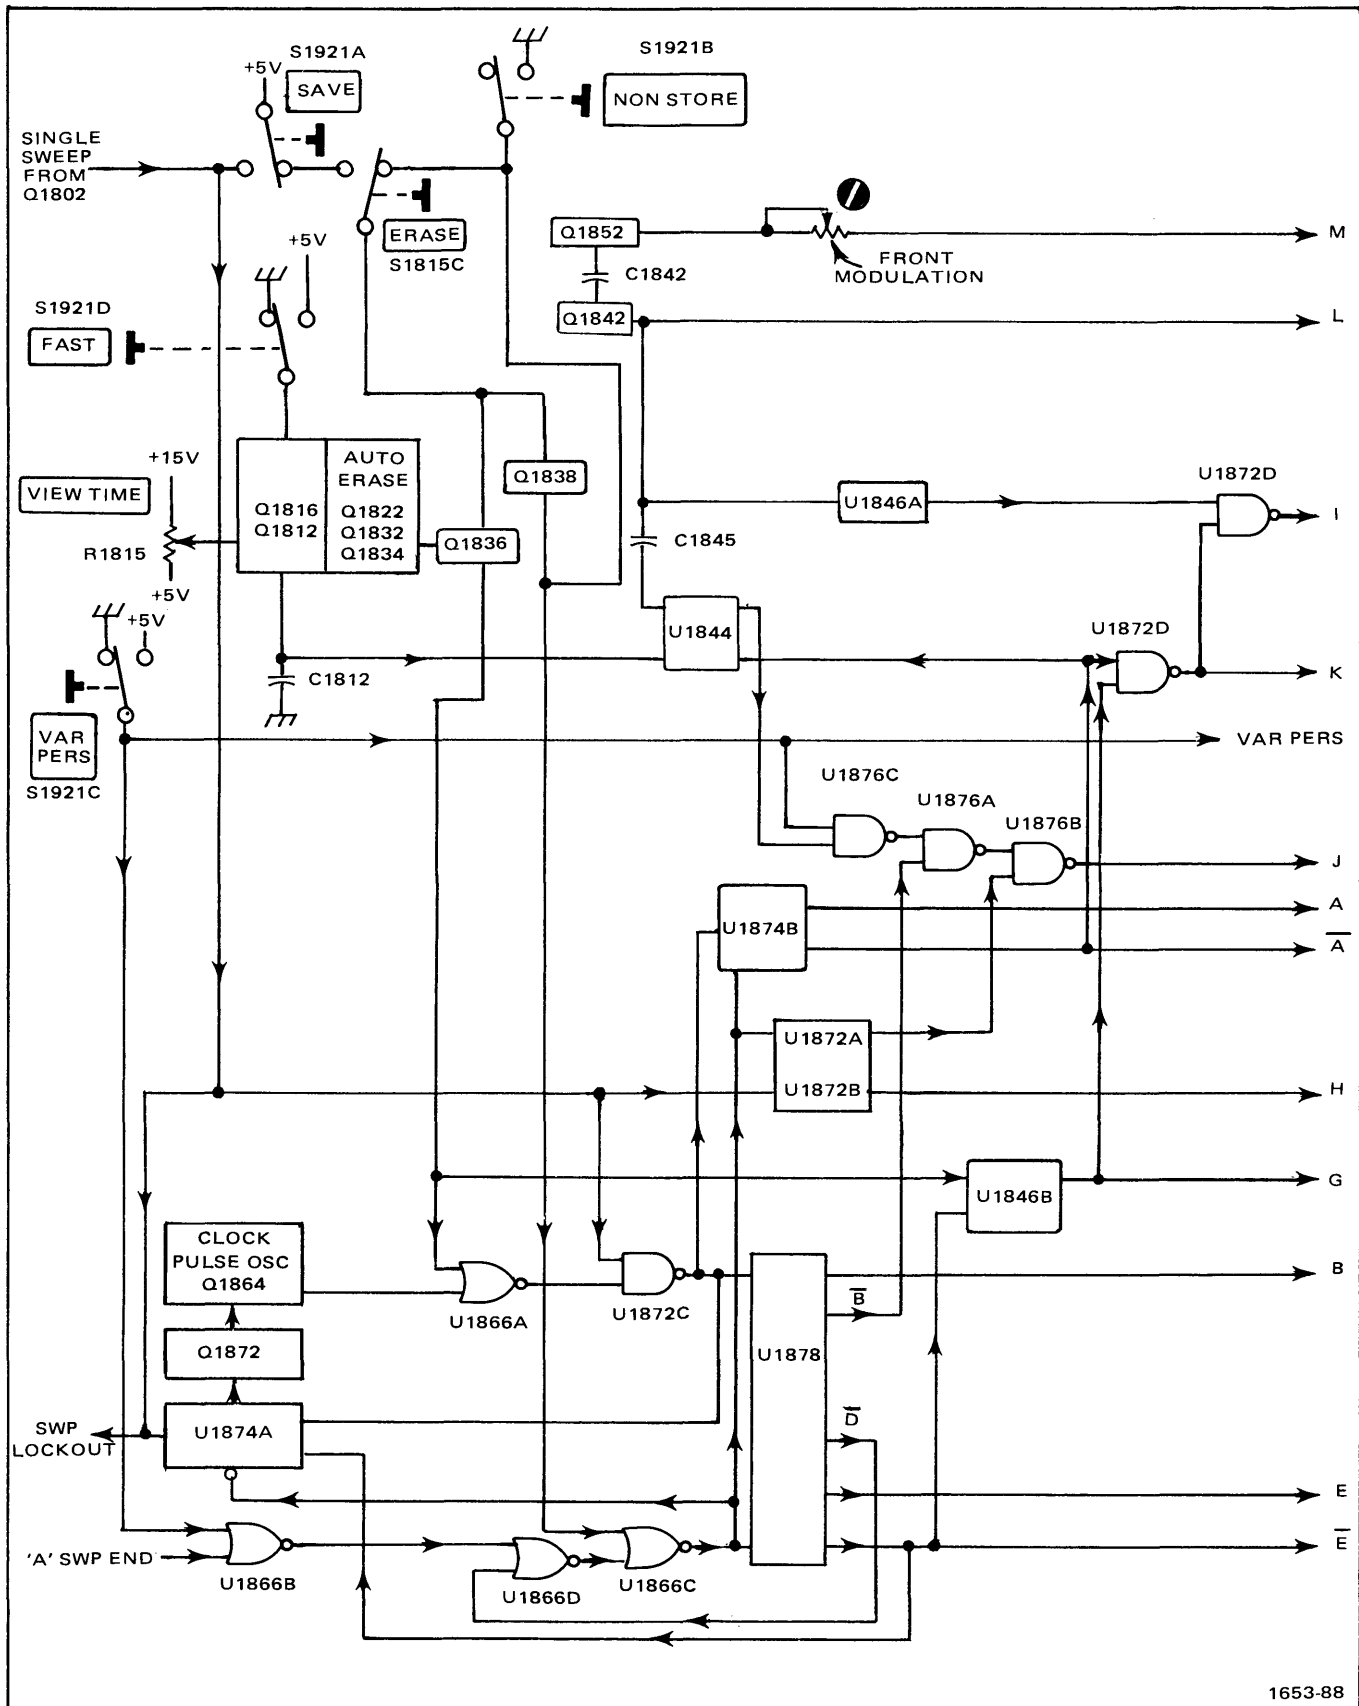 S1921A
S1921B
+5V
SAVE
NON STORE
SINGLE
SWEEP
FROM
Q1802
ERASE
S1815C
+5V
Q1852
M
C1842
FRONT
MODULATION
S1921D
FAST
Q1842
L
+15V
VIEW TIME
R1815
+5V
Q1816
Q1812
AUTO
ERASE
Q1822
Q1832
Q1834
Q1838
Q1836
U1846A
U1872D
I
C1845
+5V
U1844
U1872D
C1812
K
VAR
PERS
S1921C
VAR PERS
U1876C
U1876A
U1876B
J
U1874B
A
A̅
U1872A
U1872B
H
U1846B
G
CLOCK
PULSE OSC
Q1864
U1866A
U1872C
B
B̅
Q1872
U1878
SWP
LOCKOUT
U1874A
D̅
E
'A' SWP END
U1866B
U1866D
U1866C
E̅
1653-88